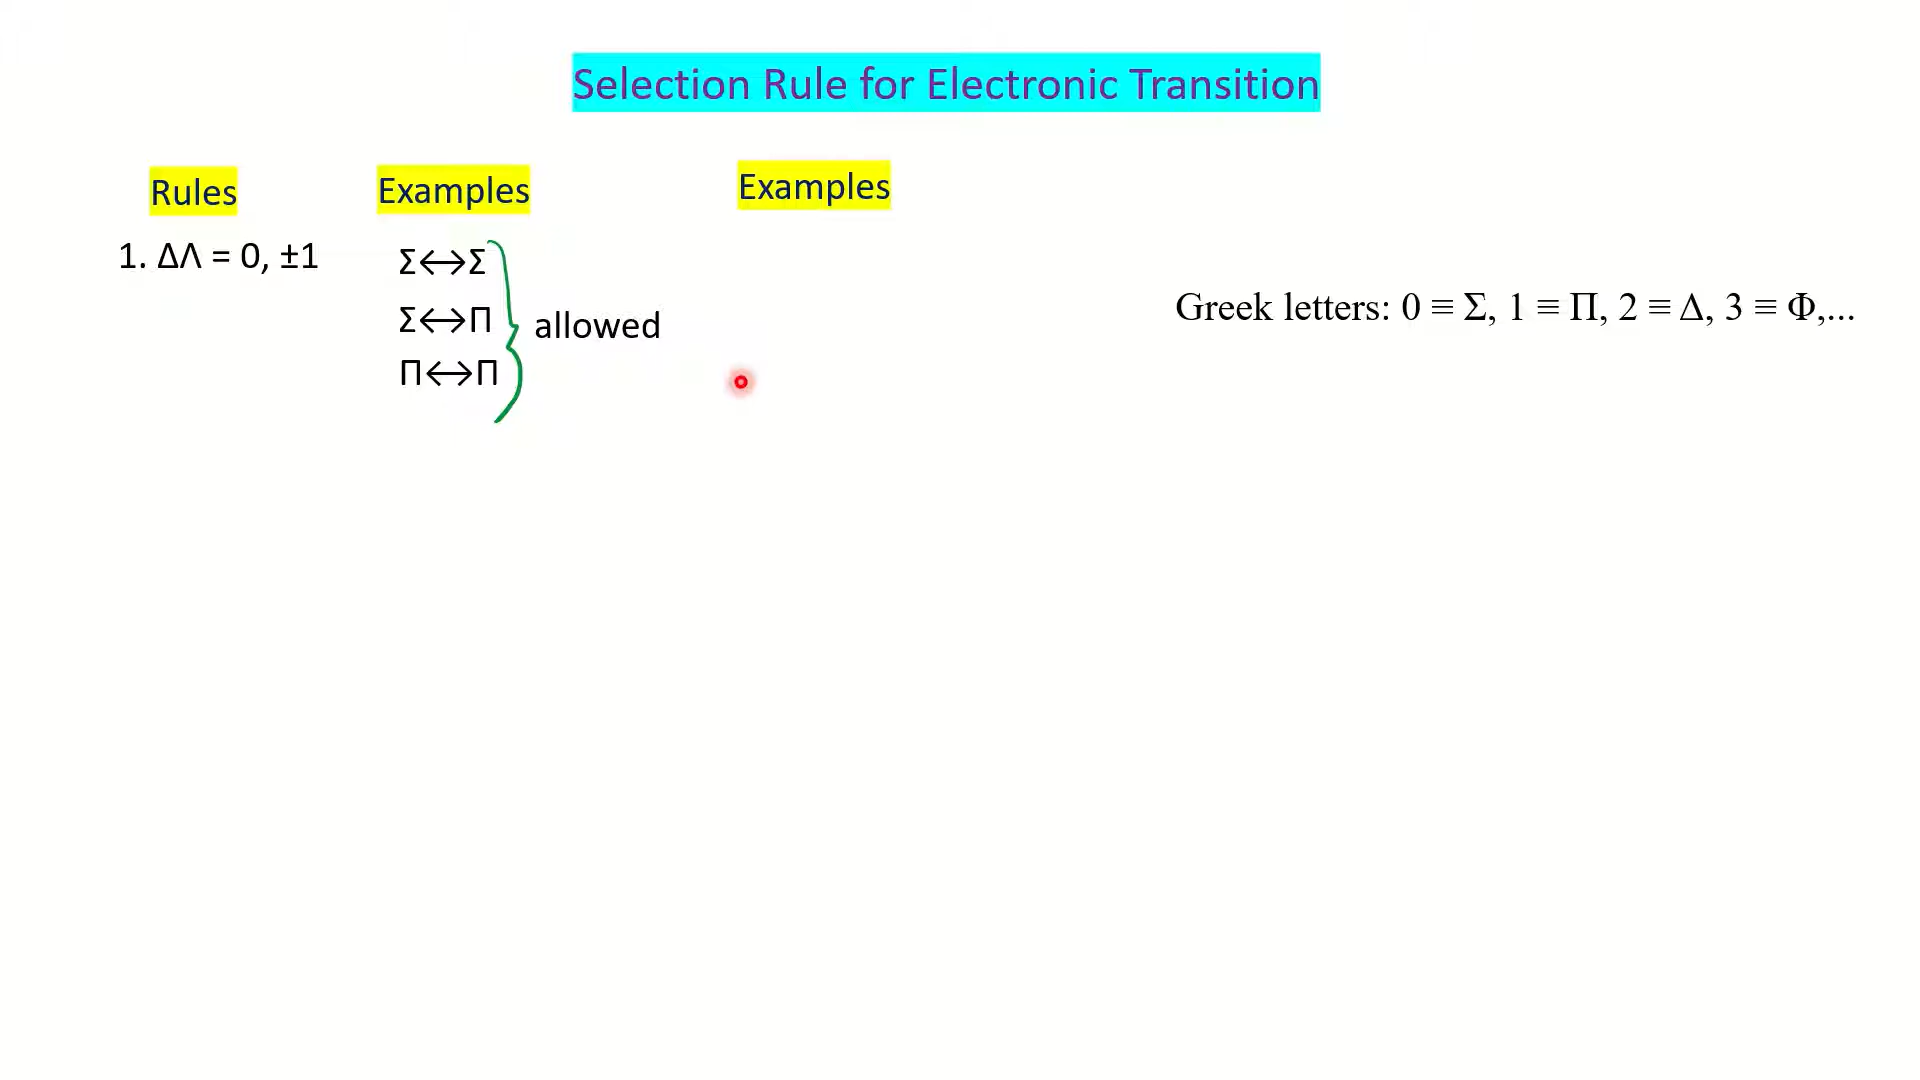 Selection Rule for Electronic Transition
Rules
Examples
Examples
1. ΔΛ = 0, ±1
Σ↔Σ
Σ↔Π
Π↔Π
allowed
Greek letters: 0 ≡ Σ, 1 ≡ Π, 2 ≡ Δ, 3 ≡ Φ,...